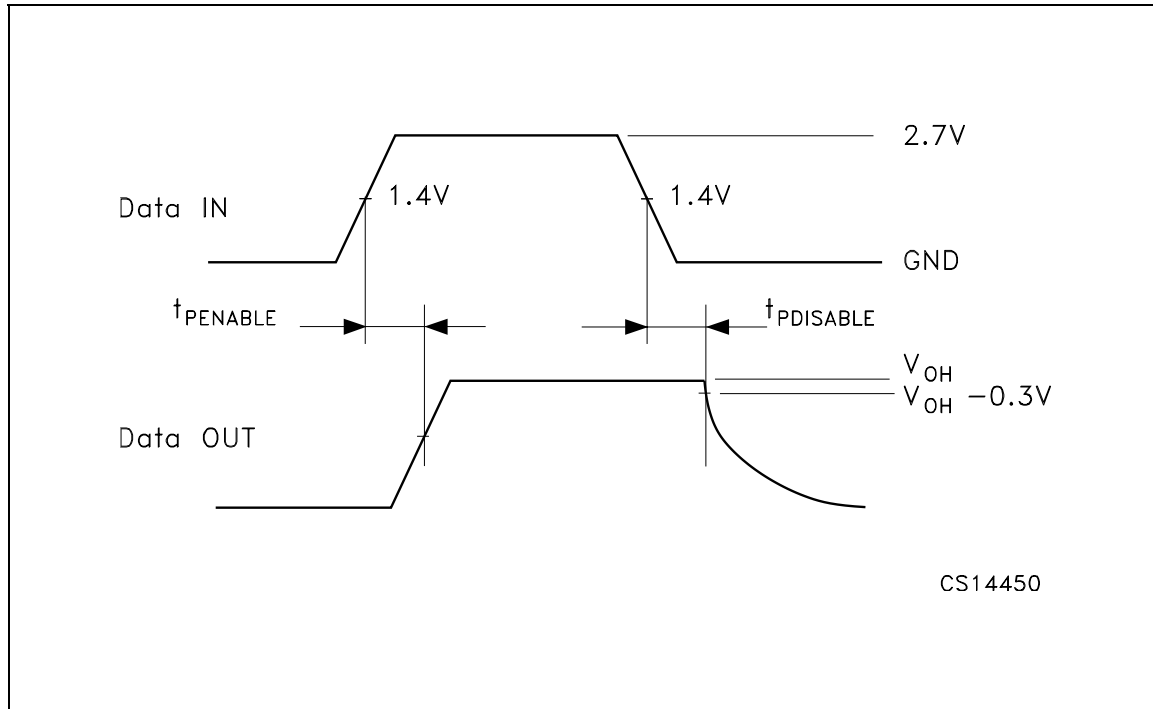 2.7V
1.4V
1.4V
Data IN
GND
tPENABLE
tPDISABLE
VOH
VOH -0.3V
Data OUT
CS14450